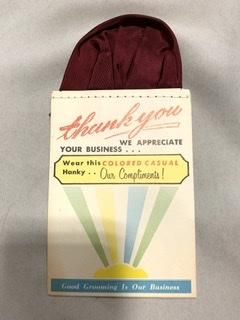 thank you
WE APPRECIATE
YOUR BUSINESS . . .
Wear this COLORED CASUAL
Hanky . . Our Compliments!
Good Grooming Is Our Business